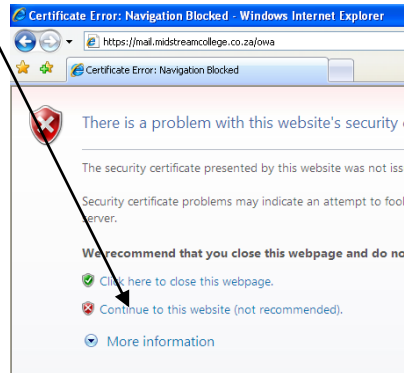 Certificate Error: Navigation Blocked - Windows Internet Explorer
https://mail.midstreamcollege.co.za/owa
Certificate Error: Navigation Blocked
There is a problem with this website's security
The security certificate presented by this website was not iss
Security certificate problems may indicate an attempt to fool
server.
We recommend that you close this webpage and do no
Click here to close this webpage.
Continue to this website (not recommended).
More information